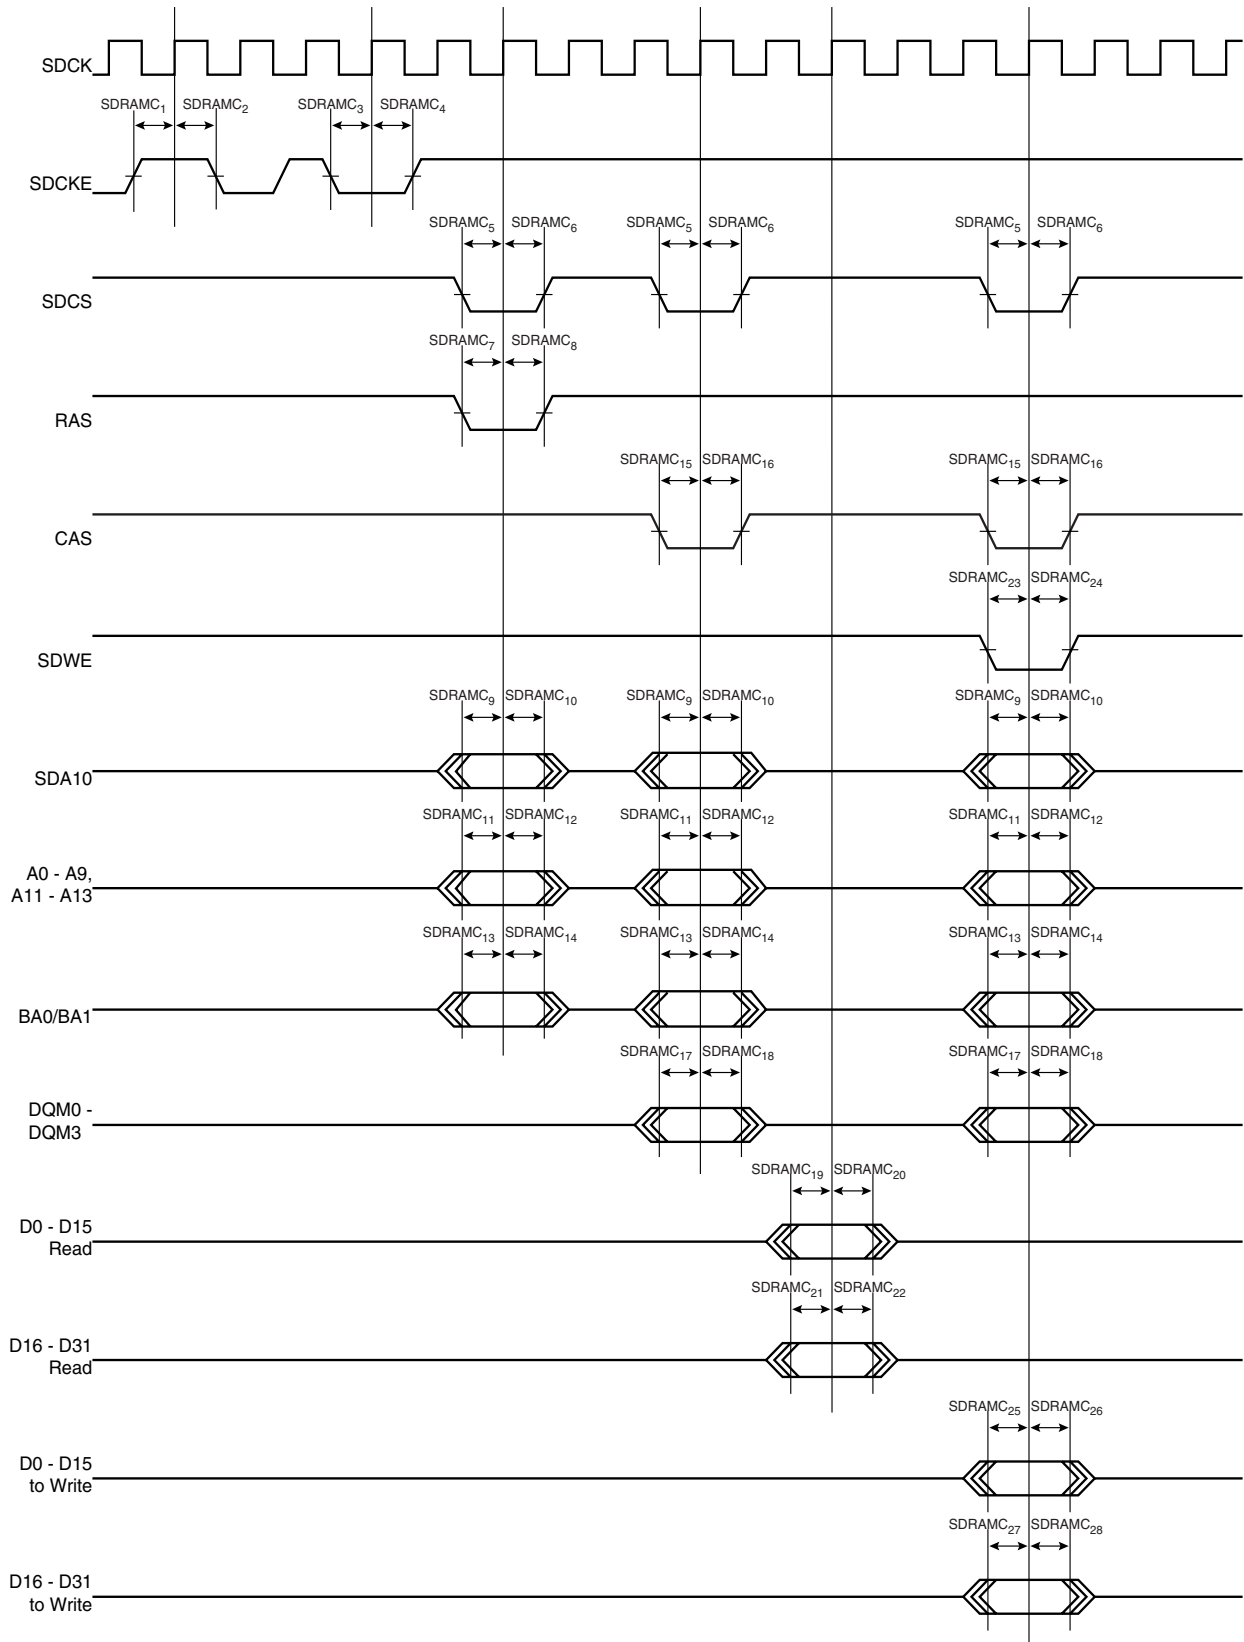 SDCK
SDRAMC1 SDRAMC2 SDRAMC3 SDRAMC4
SDCKE
SDRAMC5 SDRAMC6 SDRAMC5 SDRAMC6 SDRAMC5 SDRAMC6
SDCS
SDRAMC7 SDRAMC8
RAS
SDRAMC15 SDRAMC16 SDRAMC15 SDRAMC16
CAS
SDRAMC23 SDRAMC24
SDWE
SDRAMC9 SDRAMC10 SDRAMC9 SDRAMC10 SDRAMC9 SDRAMC10
SDA10
SDRAMC11 SDRAMC12 SDRAMC11 SDRAMC12 SDRAMC11 SDRAMC12
A0 - A9,
A11 - A13
SDRAMC13 SDRAMC14 SDRAMC13 SDRAMC14 SDRAMC13 SDRAMC14
BA0/BA1
SDRAMC17 SDRAMC18 SDRAMC17 SDRAMC18
DQM0 -
DQM3
SDRAMC19 SDRAMC20
D0 - D15
Read
SDRAMC21 SDRAMC22
D16 - D31
Read
SDRAMC25 SDRAMC26
D0 - D15
to Write
SDRAMC27 SDRAMC28
D16 - D31
to Write